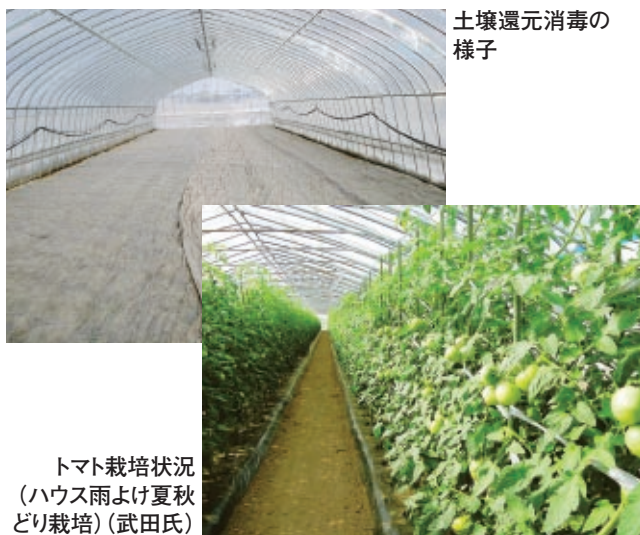 土壌還元消毒の
様子
トマト栽培状況
(ハウス雨よけ夏秋
どり栽培)(武田氏)